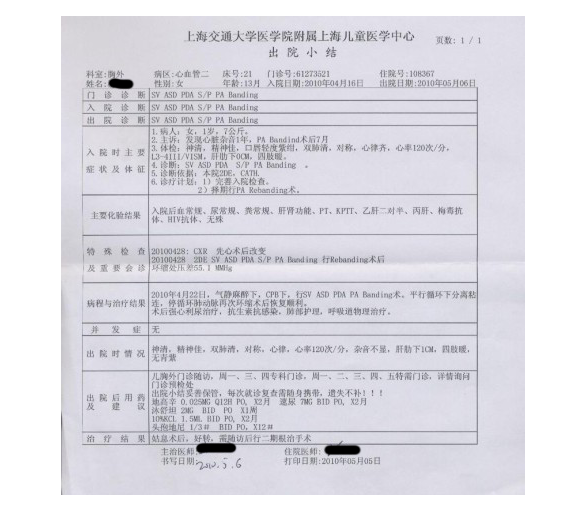 上海交通大学医学院附属上海儿童医学中心
页数: 1 / 1
出 院 小 结
科室:胸外 病区:心血管二 床号:21 门诊号:61273521 住院号:108367
姓名: 性别:女 年龄:13月 入院日期:2010年04月16日 出院日期:2010年05月06日
门 诊 诊 断 SV ASD PDA S/P PA Banding
入 院 诊 断 SV ASD PDA S/P PA Banding
出 院 诊 断 SV ASD PDA S/P PA Banding
入 院 时 主 要
症 状 及 体 征
1.病人: 女, 1岁, 7公斤。
2.主诉: 发现心脏杂音1年, PA Bandind术后7月
3.体检: 神清, 精神佳, 口唇轻度紫绀, 双肺清, 对称, 心律齐, 心率120次/分,
L3-4III/VISM, 肝肋下0CM, 四肢暖。
4.诊断: SV ASD PDA S/P PA Banding 。
5.诊断依据: 本院2DE, CATH.
6.诊疗计划: 1) 完善入院检查。
2) 择期行PA Rebanding术。
主要化验结果
入院后血常规、尿常规、粪常规、肝肾功能、PT、KPTT、乙肝二对半、丙肝、梅毒抗
体、HIV抗体、无殊
特 殊 检 查
及 重 要 会 诊
20100428: CXR 先心术后改变
20100428 2DE SV ASD PDA S/P PA Banding 行Rebanding术后
环缩处压差55.1 MMHg
病程与治疗结果
2010年4月22日, 气静麻醉下, CPB下, 行SV ASD PDA PA Banding术。平行循环下分离粘
连, 停循环肺动脉再次环缩术后恢复顺利。
术后强心利尿治疗, 抗生素抗感染, 肺部护理, 呼吸道物理治疗。
并 发 症 无
出 院 时 情 况
神清, 精神佳, 双肺清, 对称, 心律, 心率120次/分, 杂音不显, 肝肋下1CM, 四肢暖,
无青紫
出 院 后 用 药
及 建 议
儿胸外门诊随访, 周一、三、四专科门诊, 周一、二、三、四、五特需门诊, 详情询问
门诊预检处
出院小结妥善保管, 每次就诊复查需随身携带, 遗失不补!!!
地高辛 0.025MG Q12H PO, X2月 速尿 7MG BID PO, X2月
沐舒坦 2MG BID PO X1周
10%KCL 1.5ML BID PO, X2月
头孢地尼 1/3# BID PO, X12#
治 疗 结 果 姑息术后, 好转, 需随访后行二期根治手术
主治医师: 住院医师:
书写日期: 2010.5.6 打印日期:2010年05月05日